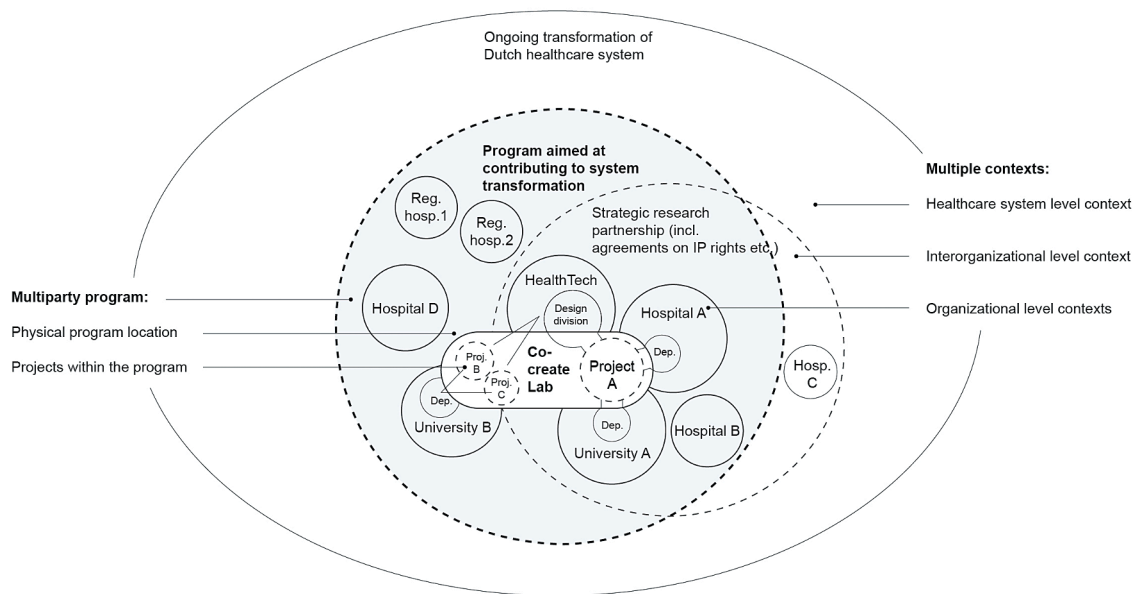 Ongoing transformation of
Dutch healthcare system
Program aimed at
contributing to system
transformation
Multiple contexts:
Healthcare system level context
Interorganizational level context
Organizational level contexts
Multiparty program:
Physical program location
Projects within the program
Reg.
hosp.1
Reg.
hosp.2
Strategic research
partnership (incl.
agreements on IP rights etc.)
Hospital D
HealthTech
Design
division
Hospital A
Dep.
Proj.
B
Proj.
C
Co-
create
Lab
Project
A
Hosp.
C
Dep.
University B
Dep.
University A
Hospital B